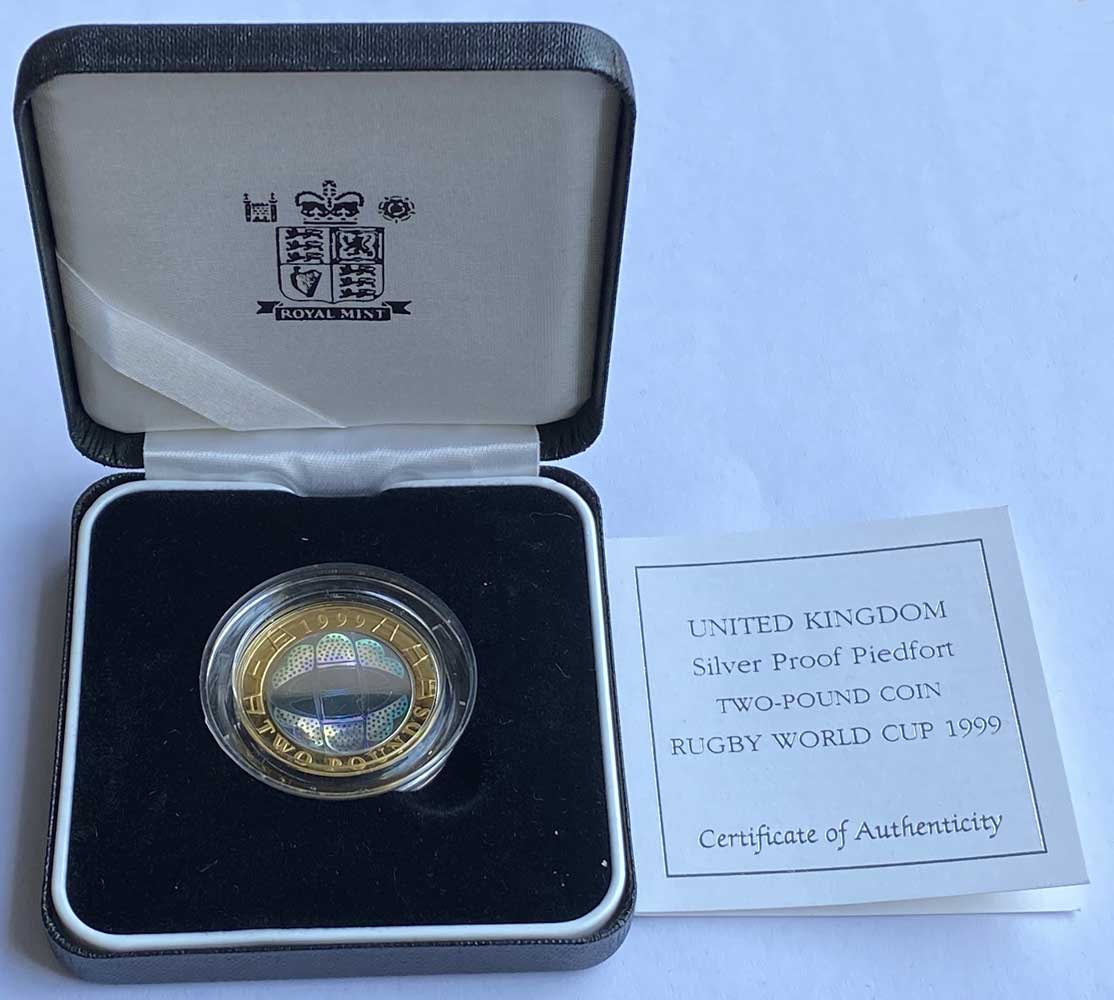 ROYAL MINT
1999
TWO POUNDS
UNITED KINGDOM
Silver Proof Piedfort
TWO-POUND COIN
RUGBY WORLD CUP 1999
Certificate of Authenticity